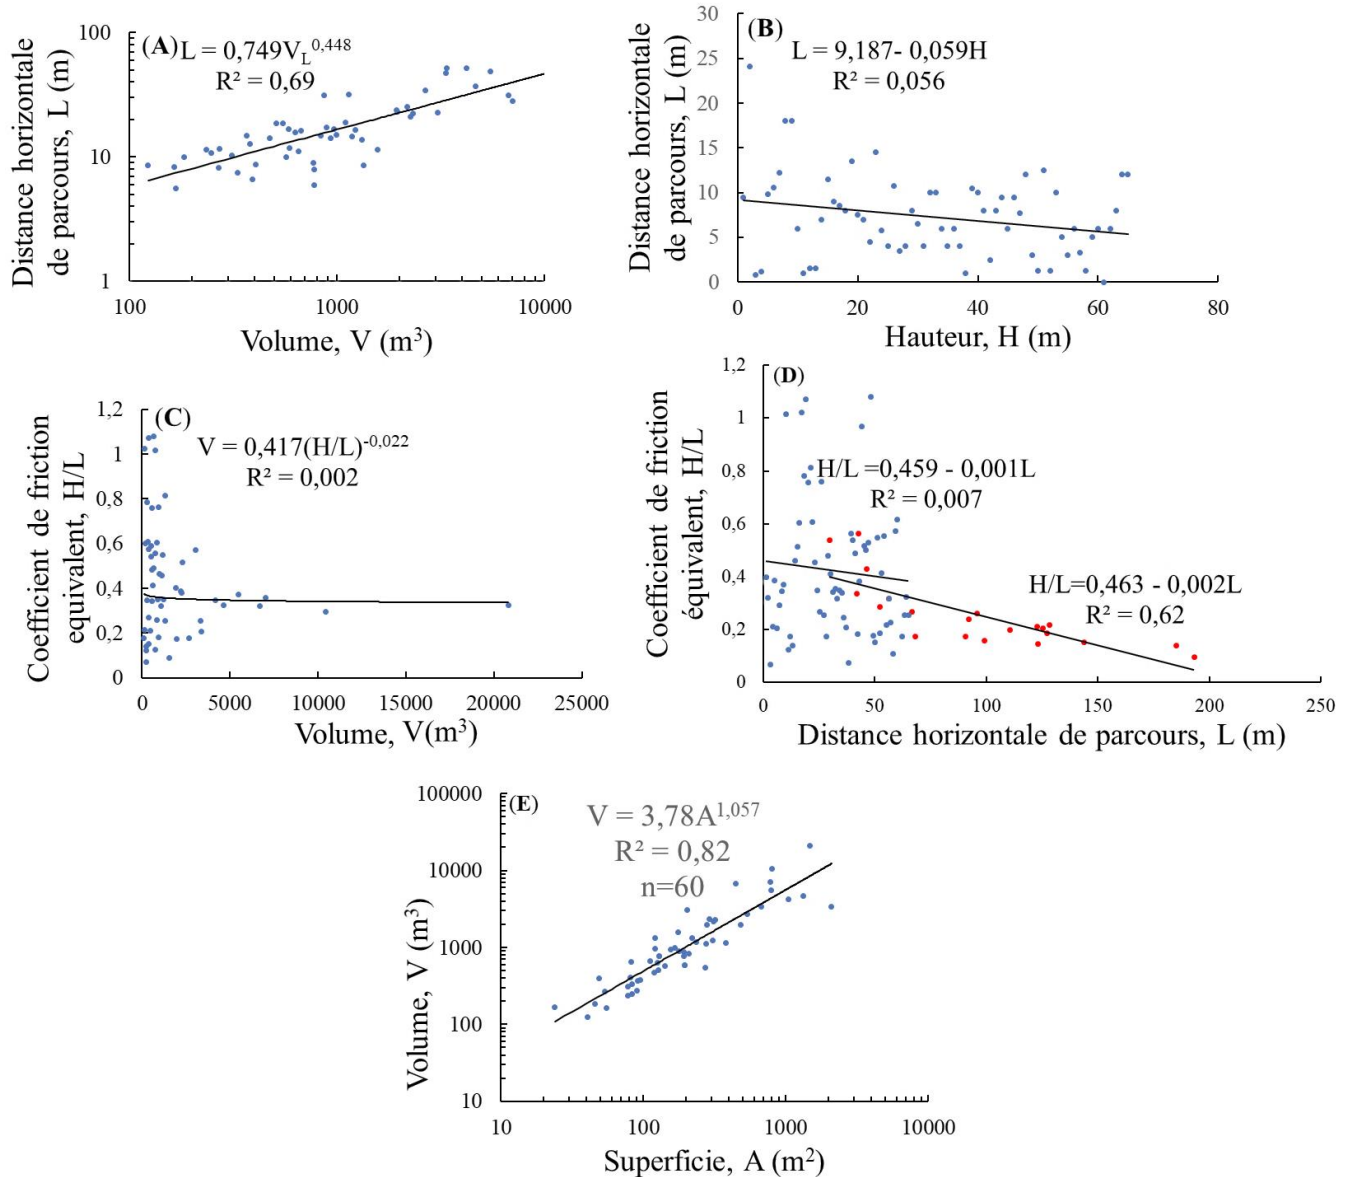 (A)
L = 0,749V_L^0,448
R² = 0,69
Distance horizontale
de parcours, L (m)
100
10
1
100
1000
10000
Volume, V (m³)
(B)
L = 9,187- 0,059H
R² = 0,056
Distance horizontale
de parcours, L (m)
30
25
20
15
10
5
0
0
20
40
60
80
Hauteur, H (m)
(C)
V = 0,417(H/L)^-0,022
R² = 0,002
Coefficient de friction
equivalent, H/L
1,2
1
0,8
0,6
0,4
0,2
0
0
5000
10000
15000
20000
25000
Volume, V(m³)
(D)
H/L =0,459 - 0,001L
R² = 0,007
H/L=0,463 - 0,002L
R² = 0,62
Coefficient de friction
équivalent, H/L
1,2
1
0,8
0,6
0,4
0,2
0
0
50
100
150
200
250
Distance horizontale de parcours, L (m)
(E)
V = 3,78A^1,057
R² = 0,82
n=60
Volume, V (m³)
100000
10000
1000
100
10
10
100
1000
10000
Superficie, A (m²)